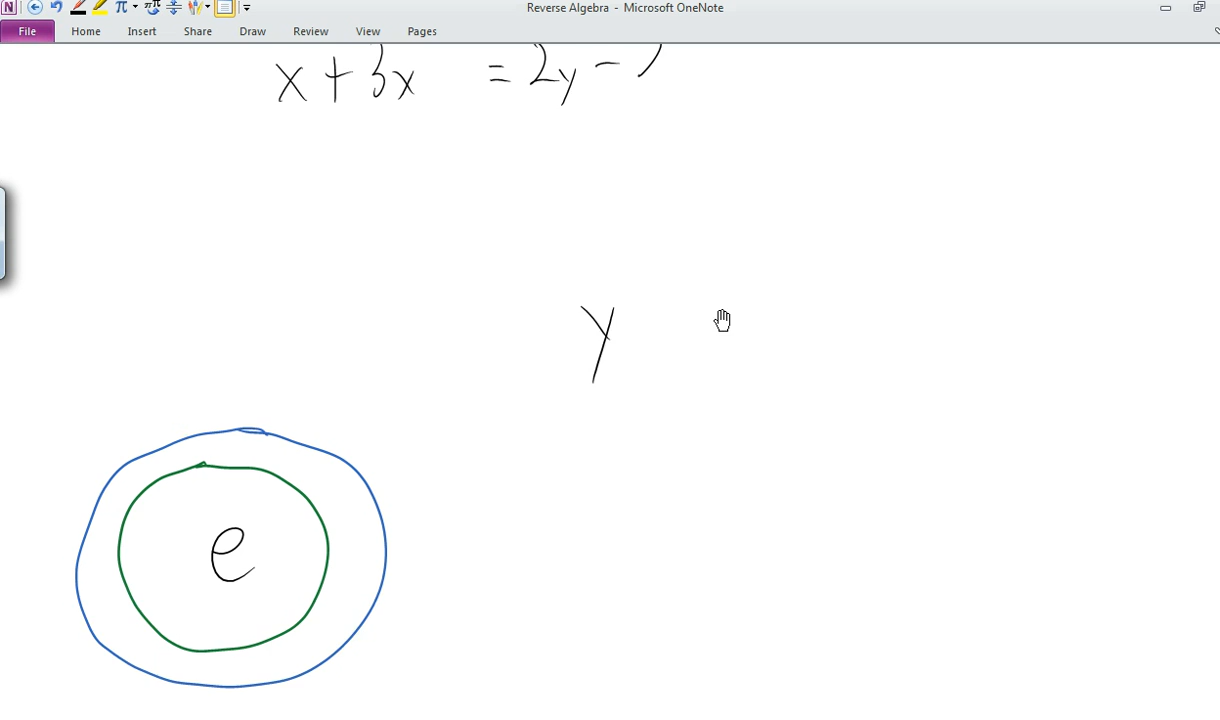 Reverse Algebra - Microsoft OneNote
File Home Insert Share Draw Review View Pages
x + 3x = 2y -
y
e